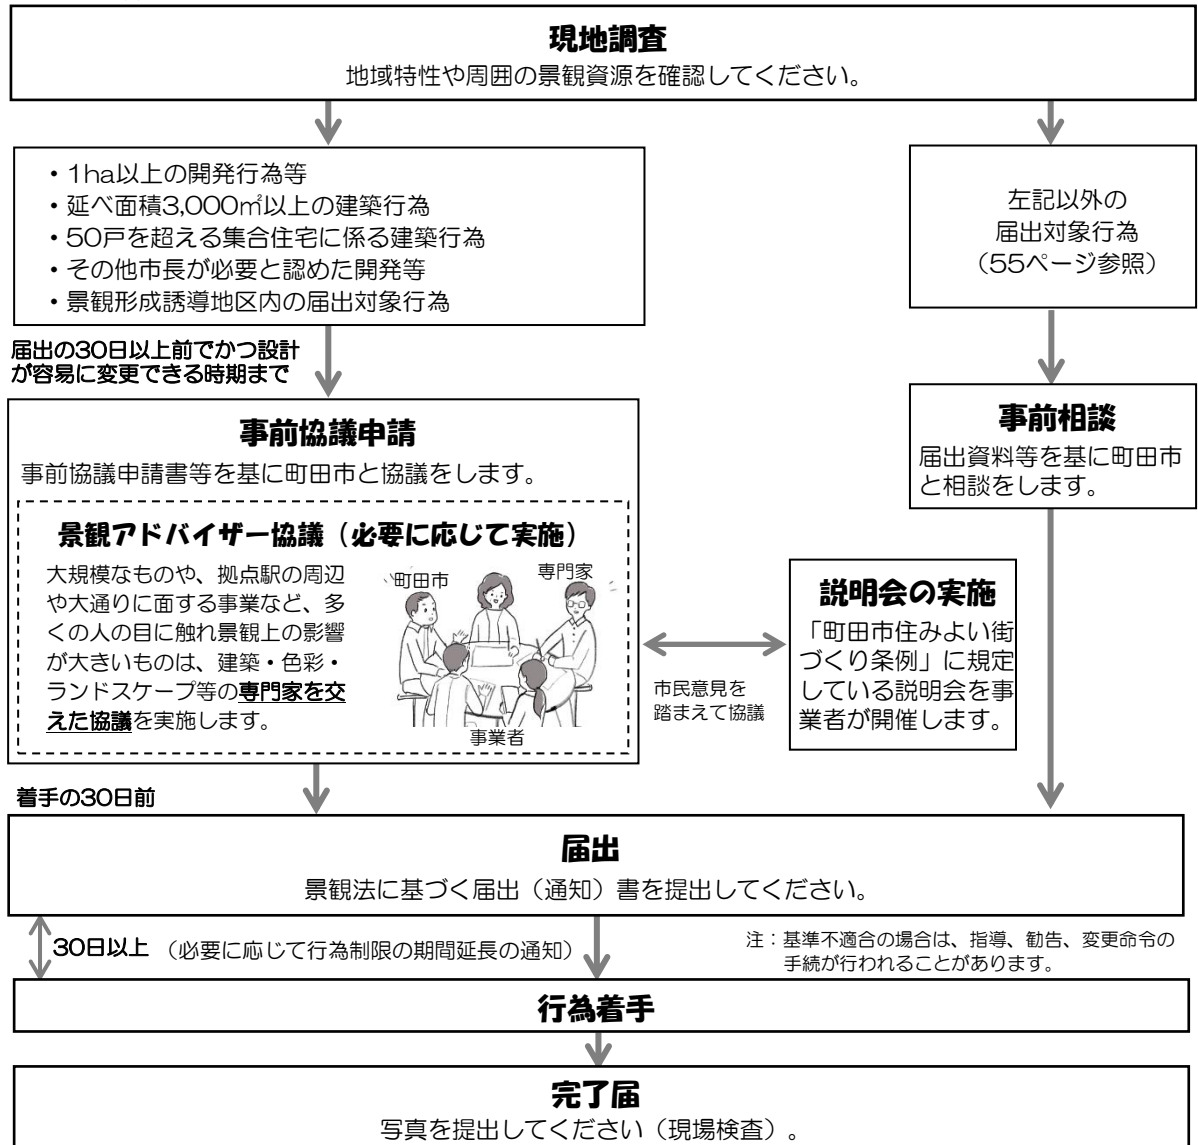 現地調査
地域特性や周囲の景観資源を確認してください。
・1ha以上の開発行為等
・延べ面積3,000㎡以上の建築行為
・50戸を超える集合住宅に係る建築行為
・その他市長が必要と認めた開発等
・景観形成誘導地区内の届出対象行為
左記以外の
届出対象行為
（55ページ参照）
届出の30日以上前でかつ設計
が容易に変更できる時期まで
事前協議申請
事前協議申請書等を基に町田市と協議をします。
景観アドバイザー協議（必要に応じて実施）
大規模なものや、拠点駅の周辺
や大通りに面する事業など、多
くの人の目に触れ景観上の影響
が大きいものは、建築・色彩・
ランドスケープ等の専門家を交
えた協議を実施します。
町田市
専門家
事業者
事前相談
届出資料等を基に町田市
と相談をします。
市民意見を
踏まえて協議
説明会の実施
「町田市住みよい街
づくり条例」に規定
している説明会を事
業者が開催します。
着手の30日前
届出
景観法に基づく届出（通知）書を提出してください。
30日以上（必要に応じて行為制限の期間延長の通知）
注：基準不適合の場合は、指導、勧告、変更命令の
手続が行われることがあります。
行為着手
完了届
写真を提出してください（現場検査）。